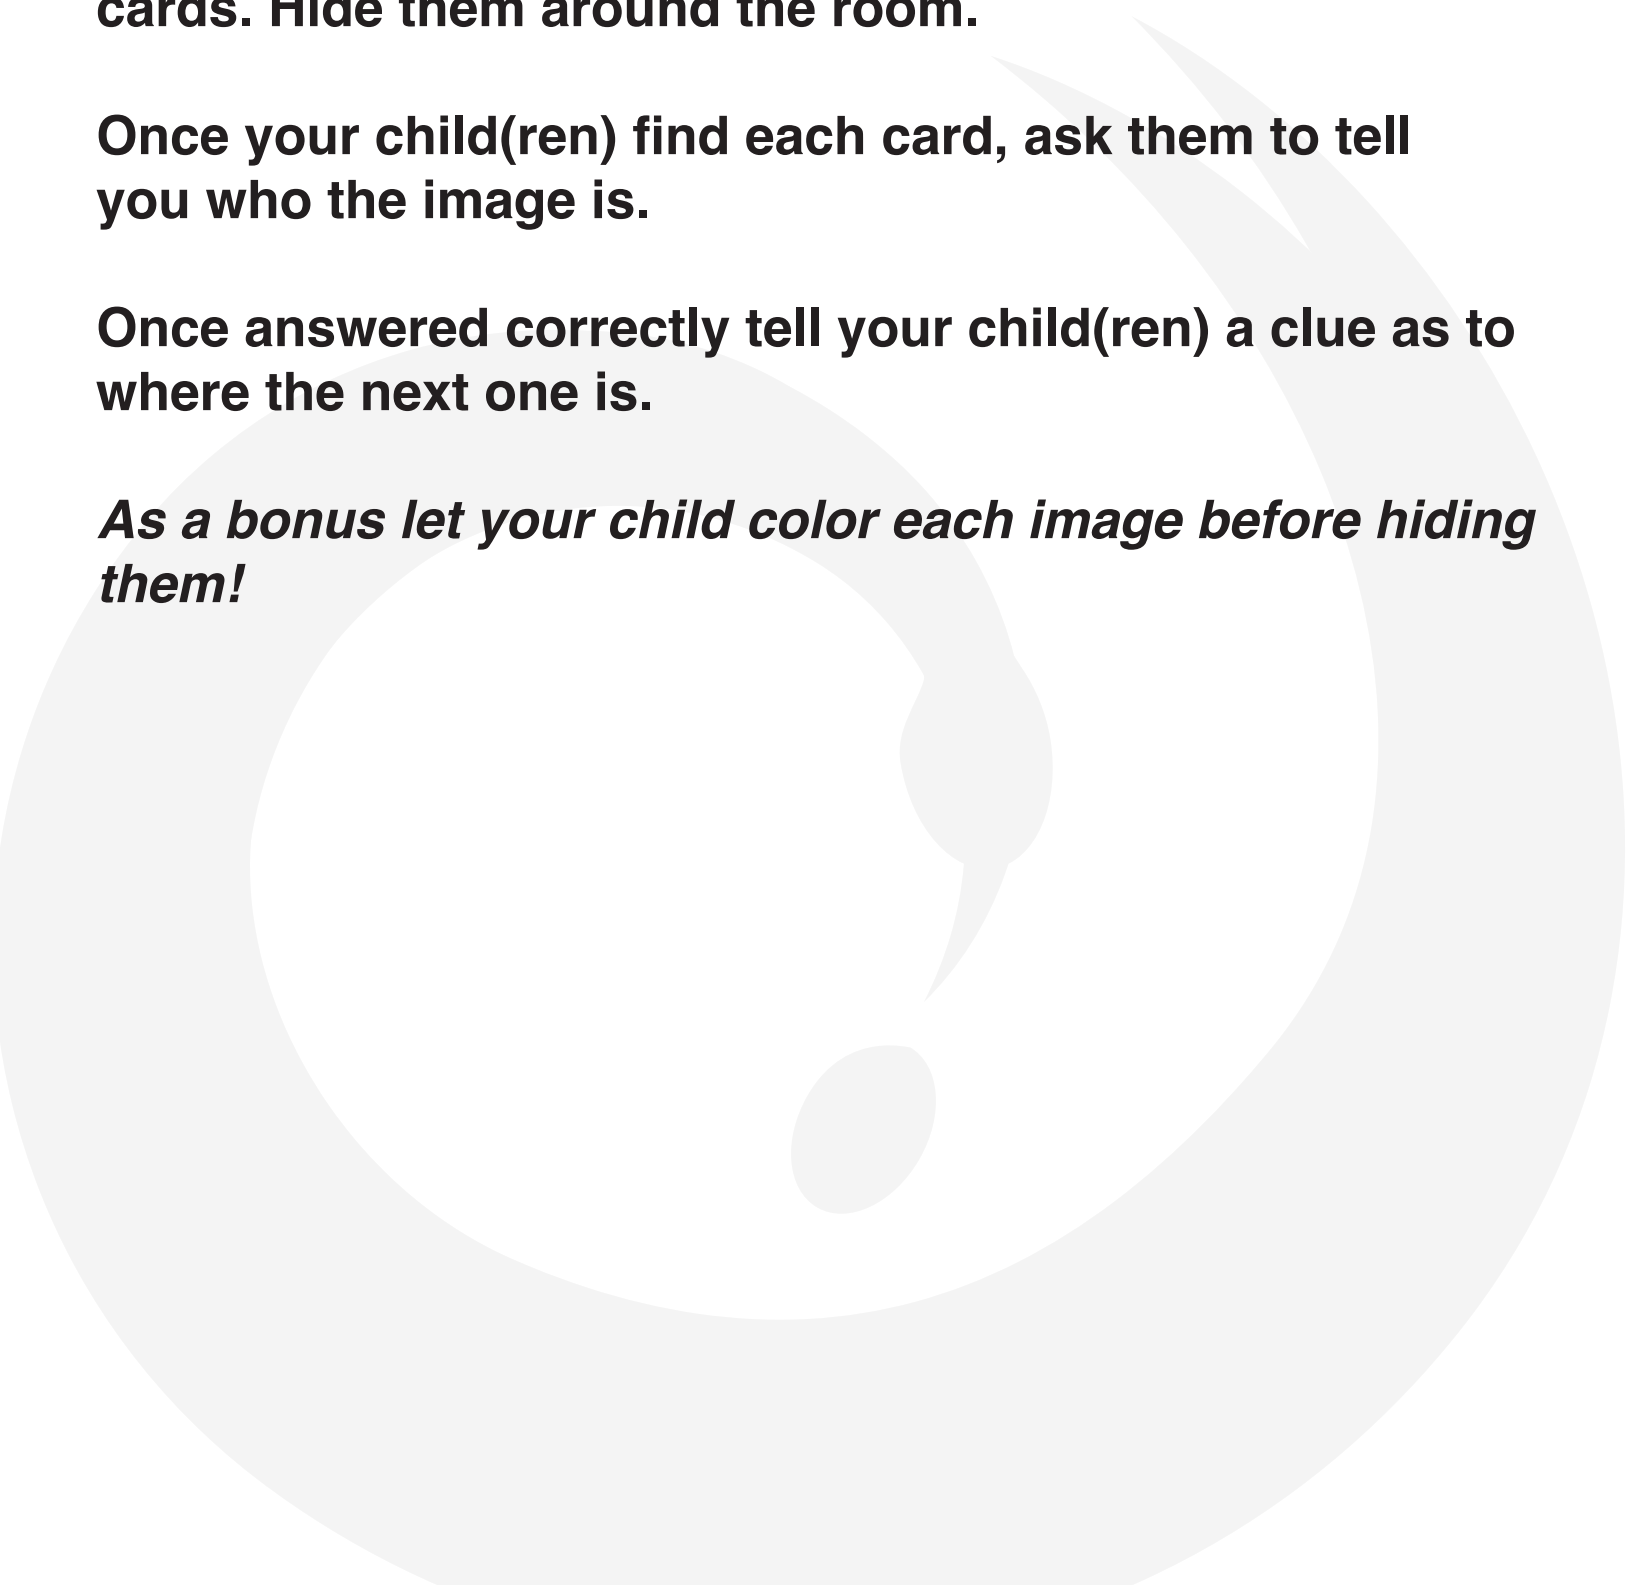 cards. Hide them around the room.
Once your child(ren) find each card, ask them to tell
you who the image is.
Once answered correctly tell your child(ren) a clue as to
where the next one is.
As a bonus let your child color each image before hiding
them!